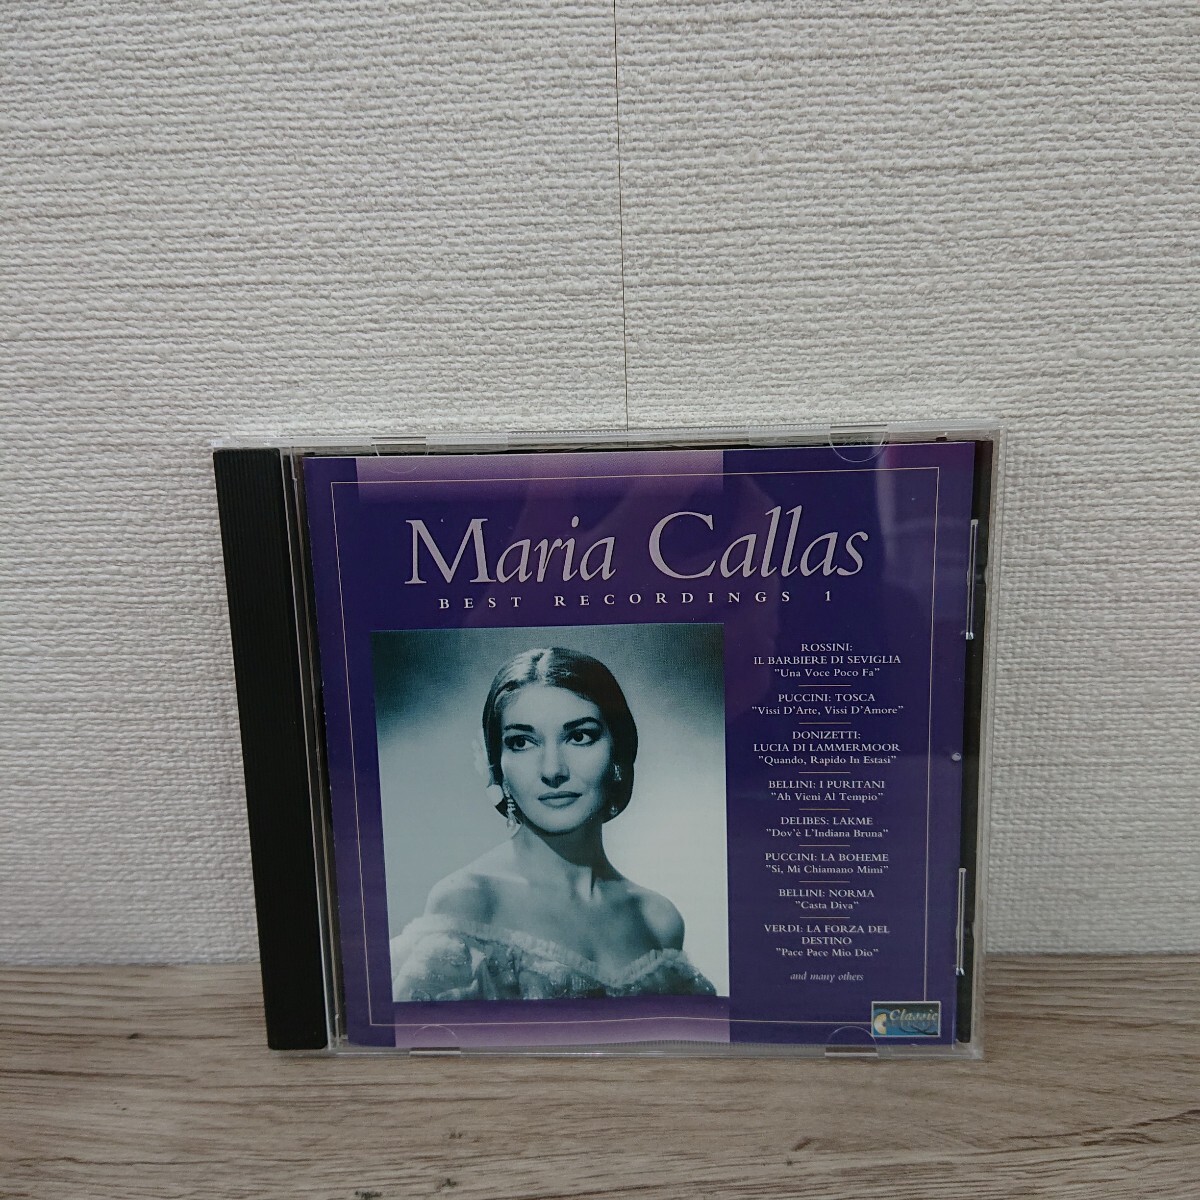 Maria Callas
BEST RECORDINGS 1
ROSSINI:
IL BARBIERE DI SEVIGLIA
"Una Voce Poco Fa"
PUCCINI: TOSCA
"Vissi D'Arte, Vissi D'Amore"
DONIZETTI:
LUCIA DI LAMMERMOOR
"Quando, Rapido In Estasi"
BELLINI: I PURITANI
"Ah Vieni Al Tempio"
DELIBES: LAKME
"Dov'è L'Indiana Bruna"
PUCCINI: LA BOHEME
"Si, Mi Chiamano Mimi"
BELLINI: NORMA
"Casta Diva"
VERDI: LA FORZA DEL
DESTINO
"Pace Pace Mio Dio"
and many others
Classic